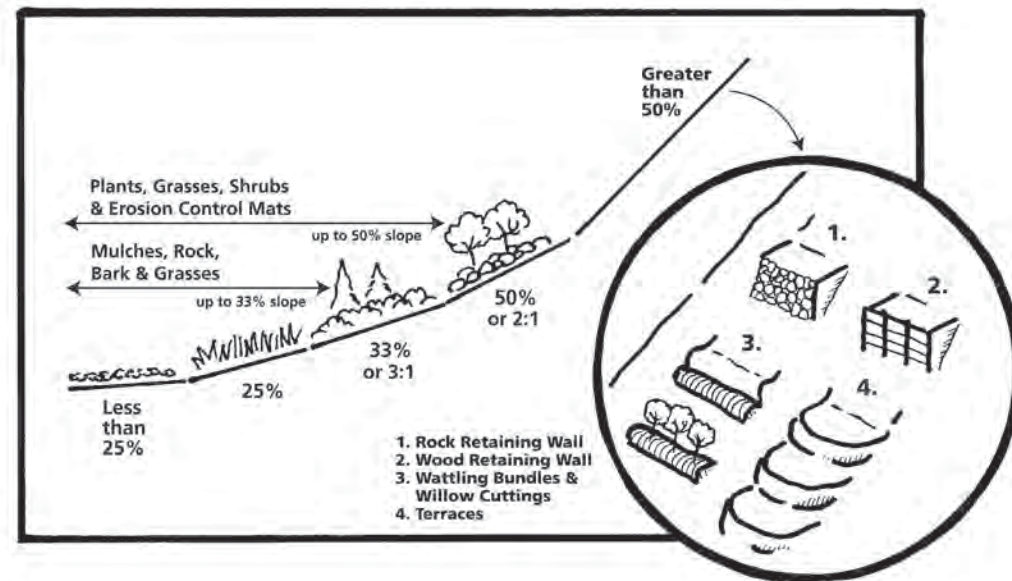 Greater
than
50%
Plants, Grasses, Shrubs
& Erosion Control Mats
up to 50% slope
Mulches, Rock,
Bark & Grasses
up to 33% slope
50%
or 2:1
33%
or 3:1
25%
Less
than
25%
1. Rock Retaining Wall
2. Wood Retaining Wall
3. Wattling Bundles &
Willow Cuttings
4. Terraces
1.
2.
3.
4.